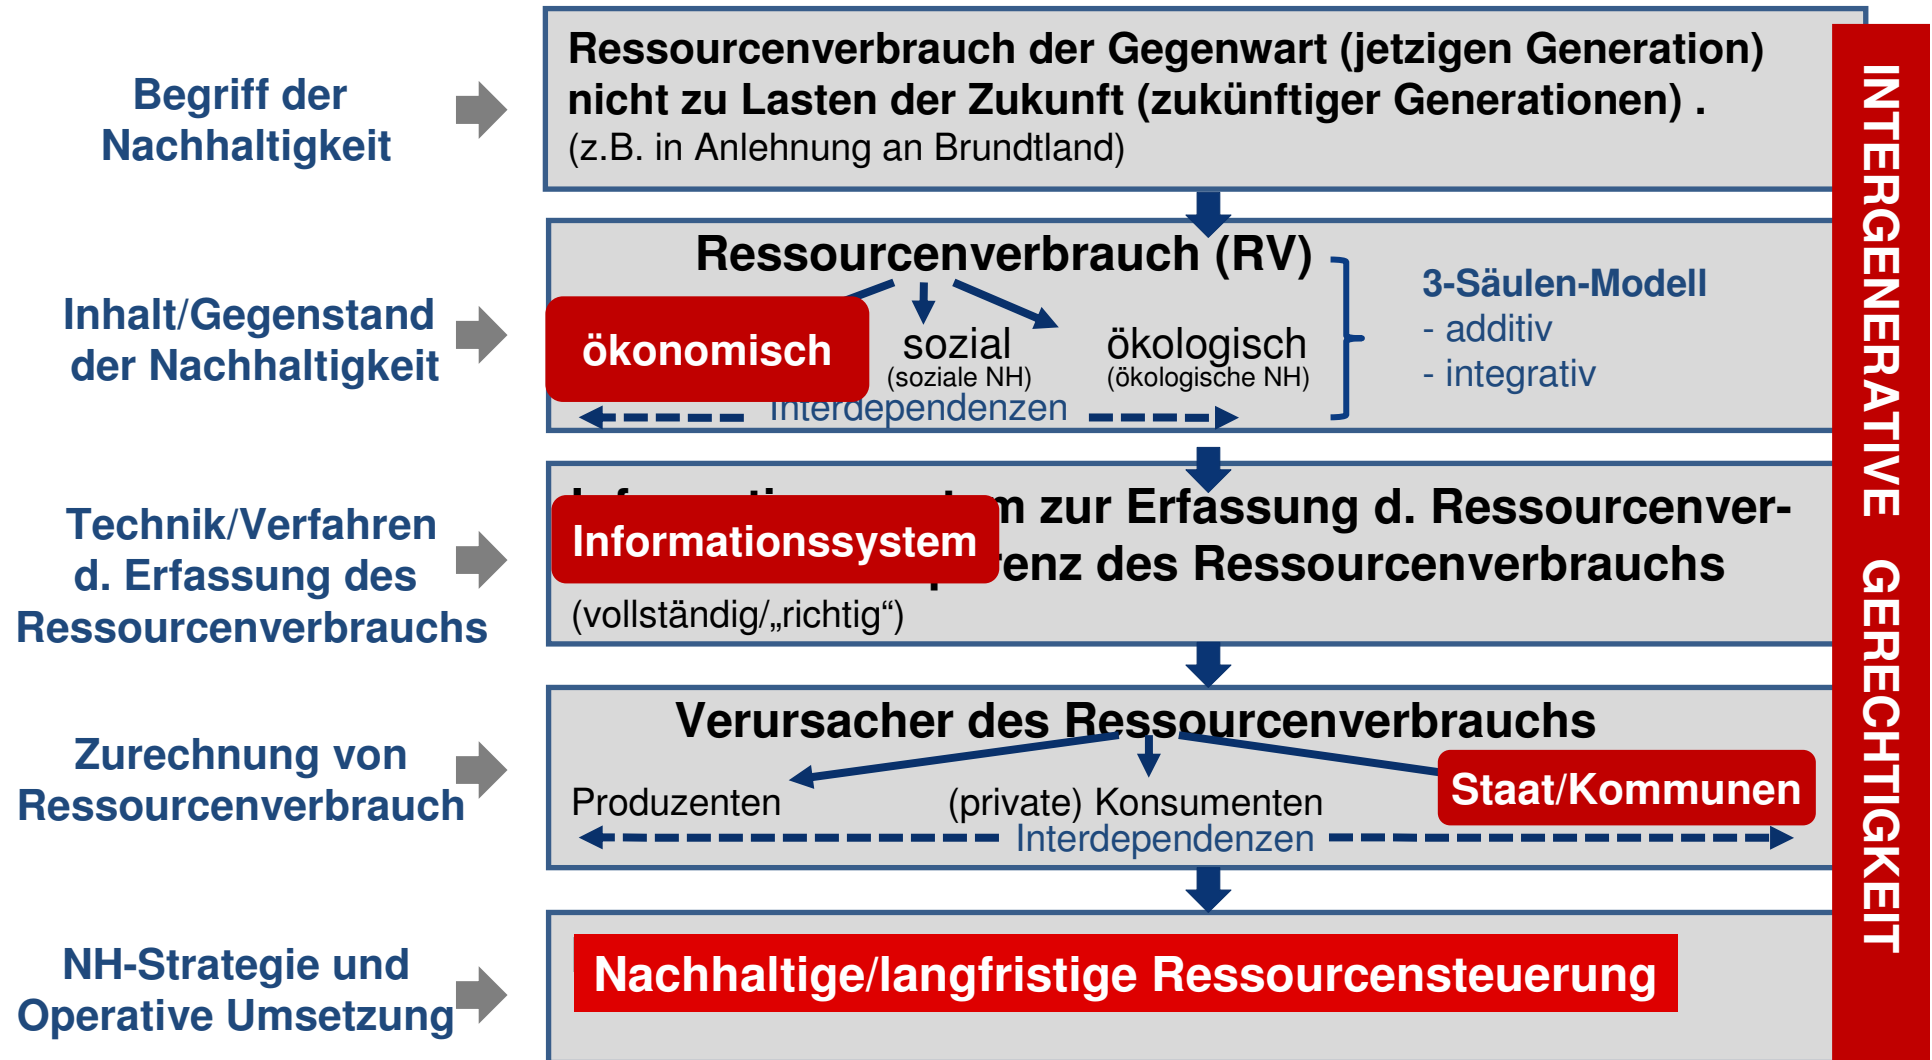 Begriff der
Nachhaltigkeit
Ressourcenverbrauch der Gegenwart (jetzigen Generation)
nicht zu Lasten der Zukunft (zukünftiger Generationen) .
(z.B. in Anlehnung an Brundtland)
Inhalt/Gegenstand
der Nachhaltigkeit
Ressourcenverbrauch (RV)
ökonomisch
sozial
(soziale NH)
ökologisch
(ökologische NH)
Interdependenzen
3-Säulen-Modell
- additiv
- integrativ
Technik/Verfahren
d. Erfassung des
Ressourcenverbrauchs
Informationssystem
zur Erfassung d. Ressourcenver-
des Ressourcenverbrauchs
(vollständig/„richtig“)
Zurechnung von
Ressourcenverbrauch
Verursacher des Ressourcenverbrauchs
Produzenten
(private) Konsumenten
Staat/Kommunen
Interdependenzen
NH-Strategie und
Operative Umsetzung
Nachhaltige/langfristige Ressourcensteuerung
INTERGENERATIVE GERECHTIGKEIT